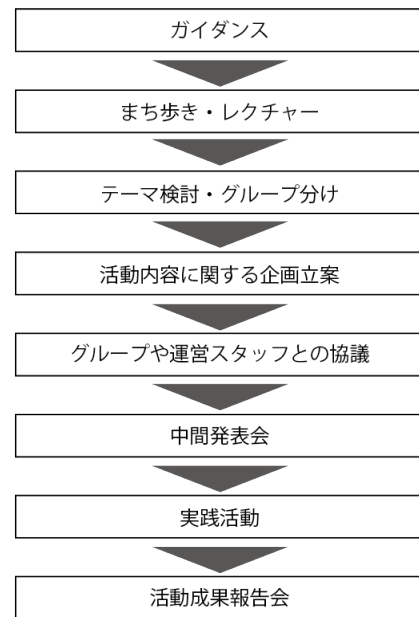 ガイダンス
まち歩き・レクチャー
テーマ検討・グループ分け
活動内容に関する企画立案
グループや運営スタッフとの協議
中間発表会
実践活動
活動成果報告会